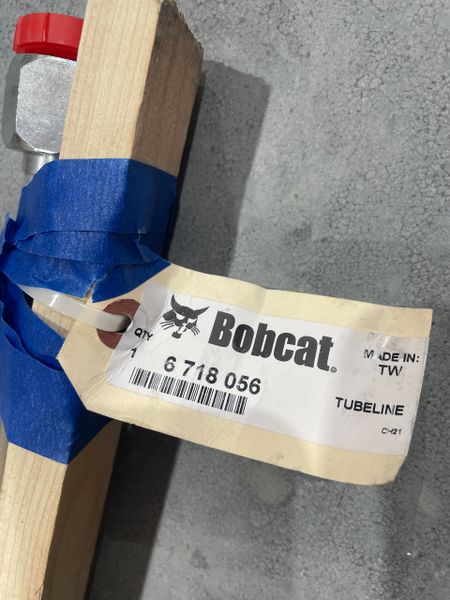 Bobcat®
QTY
1
6 718 056
MADE IN:
TW
TUBELINE
CH21